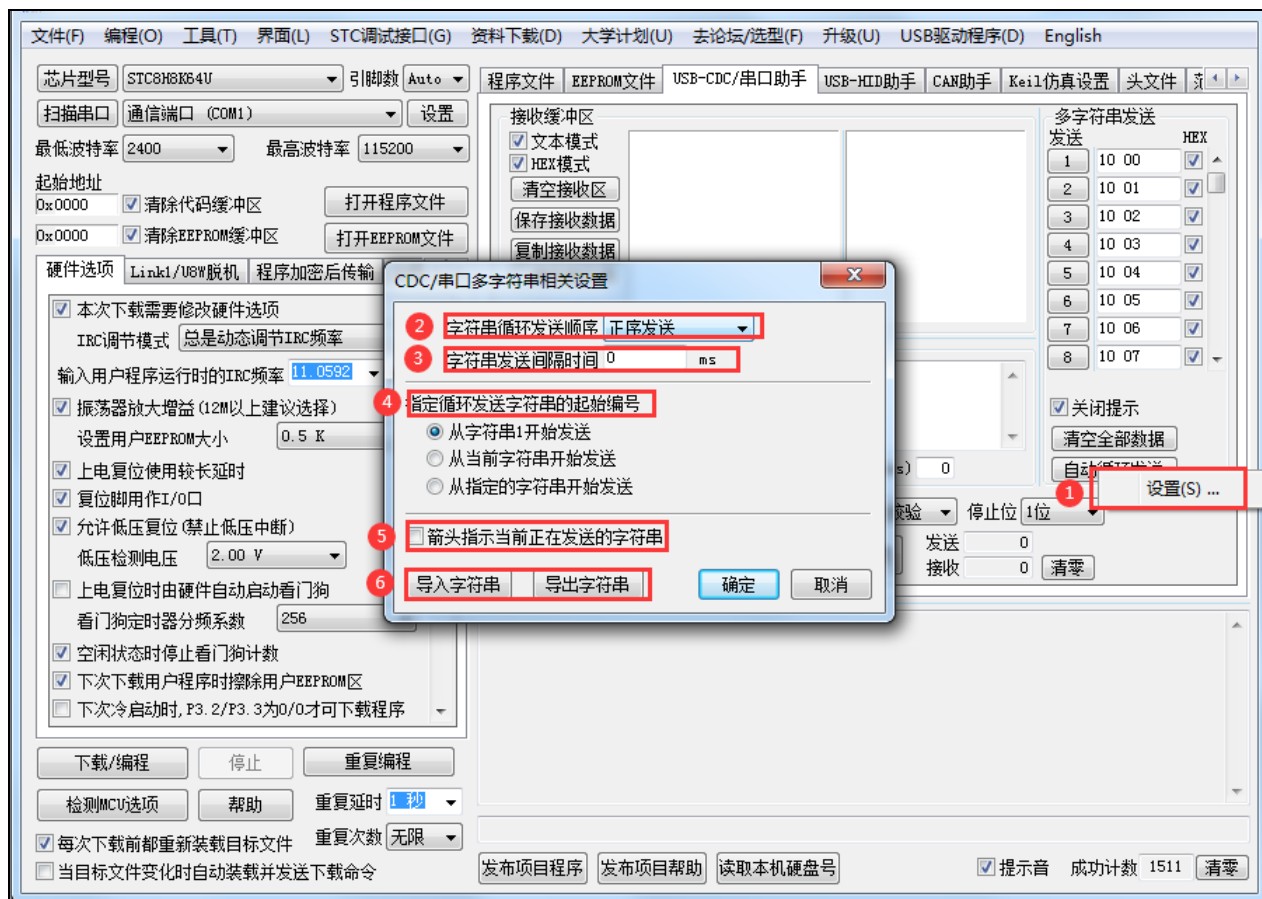 文件(F) 编程(O) 工具(T) 界面(L) STC调试接口(G) 资料下载(D) 大学计划(U) 去论坛/选型(F) 升级(U) USB驱动程序(D) English
芯片型号 STC8H8K64U 引脚数 Auto
扫描串口 通信端口 (COM1) 设置
最低波特率 2400 最高波特率 115200
起始地址
0x0000 清除代码缓冲区 打开程序文件
0x0000 清除EEPROM缓冲区 打开EEPROM文件
硬件选项 Link1/U8W脱机 程序加密后传输
本次下载需要修改硬件选项
IRC调节模式 总是动态调节IRC频率
输入用户程序运行时的IRC频率 11.0592
振荡器放大增益(12M以上建议选择)
设置用户EEPROM大小 0.5 K
上电复位使用较长延时
复位脚用作I/O口
允许低压复位(禁止低压中断)
低压检测电压 2.00 V
上电复位时由硬件自动启动看门狗
看门狗定时器分频系数 256
空闲状态时停止看门狗计数
下次下载用户程序时擦除用户EEPROM区
下次冷启动时,P3.2/P3.3为0/0才可下载程序
下载/编程 停止 重复编程
检测MCU选项 帮助 重复延时 1 秒
每次下载前都重新装载目标文件 重复次数 无限
当目标文件变化时自动装载并发送下载命令
程序文件 EEPROM文件 USB-CDC/串口助手 USB-HID助手 CAN助手 Keil仿真设置 头文件
接收缓冲区
文本模式
HEX模式
清空接收区
保存接收数据
复制接收数据
多字符串发送
发送 HEX
1 10 00
2 10 01
3 10 02
4 10 03
5 10 04
6 10 05
7 10 06
8 10 07
关闭提示
清空全部数据
自动循环发送
1 设置(S) ...
s) 0
校验 停止位 1位
发送 0
接收 0 清零
CDC/串口多字符串相关设置
2 字符串循环发送顺序 正序发送
3 字符串发送间隔时间 0 ms
4 指定循环发送字符串的起始编号
从字符串1开始发送
从当前字符串开始发送
从指定的字符串开始发送
5 箭头指示当前正在发送的字符串
6 导入字符串 导出字符串 确定 取消
发布项目程序 发布项目帮助 读取本机硬盘号 提示音 成功计数 1511 清零